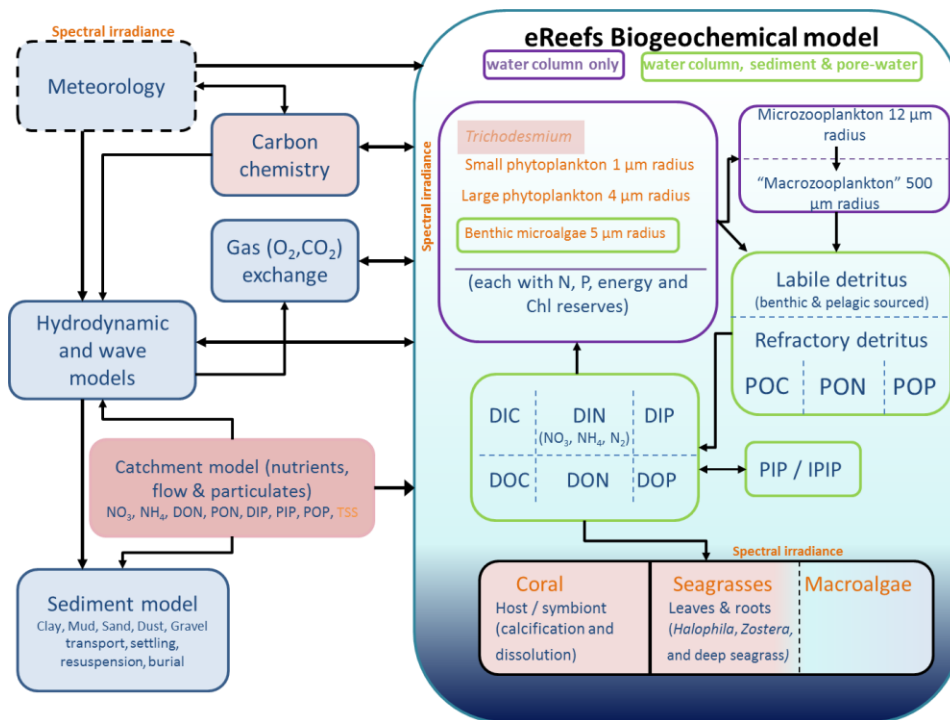 Spectral irradiance
Meteorology
Carbon
chemistry
Gas (O₂,CO₂)
exchange
Hydrodynamic
and wave
models
Catchment model (nutrients,
flow & particulates)
NO₃, NH₄, DON, PON, DIP, PIP, POP, TSS
Sediment model
Clay, Mud, Sand, Dust, Gravel
transport, settling,
resuspension, burial
eReefs Biogeochemical model
water column only
water column, sediment & pore-water
Spectral irradiance
Trichodesmium
Small phytoplankton 1 µm radius
Large phytoplankton 4 µm radius
Benthic microalgae 5 µm radius
(each with N, P, energy and
Chl reserves)
Microzooplankton 12 µm
radius
“Macrozooplankton” 500
µm radius
Labile detritus
(benthic & pelagic sourced)
Refractory detritus
POC PON POP
DIC DIN DIP
(NO₃, NH₄, N₂)
DOC DON DOP
PIP / IPIP
Spectral irradiance
Coral
Host / symbiont
(calcification and
dissolution)
Seagrasses
Leaves & roots
(Halophila, Zostera,
and deep seagrass)
Macroalgae